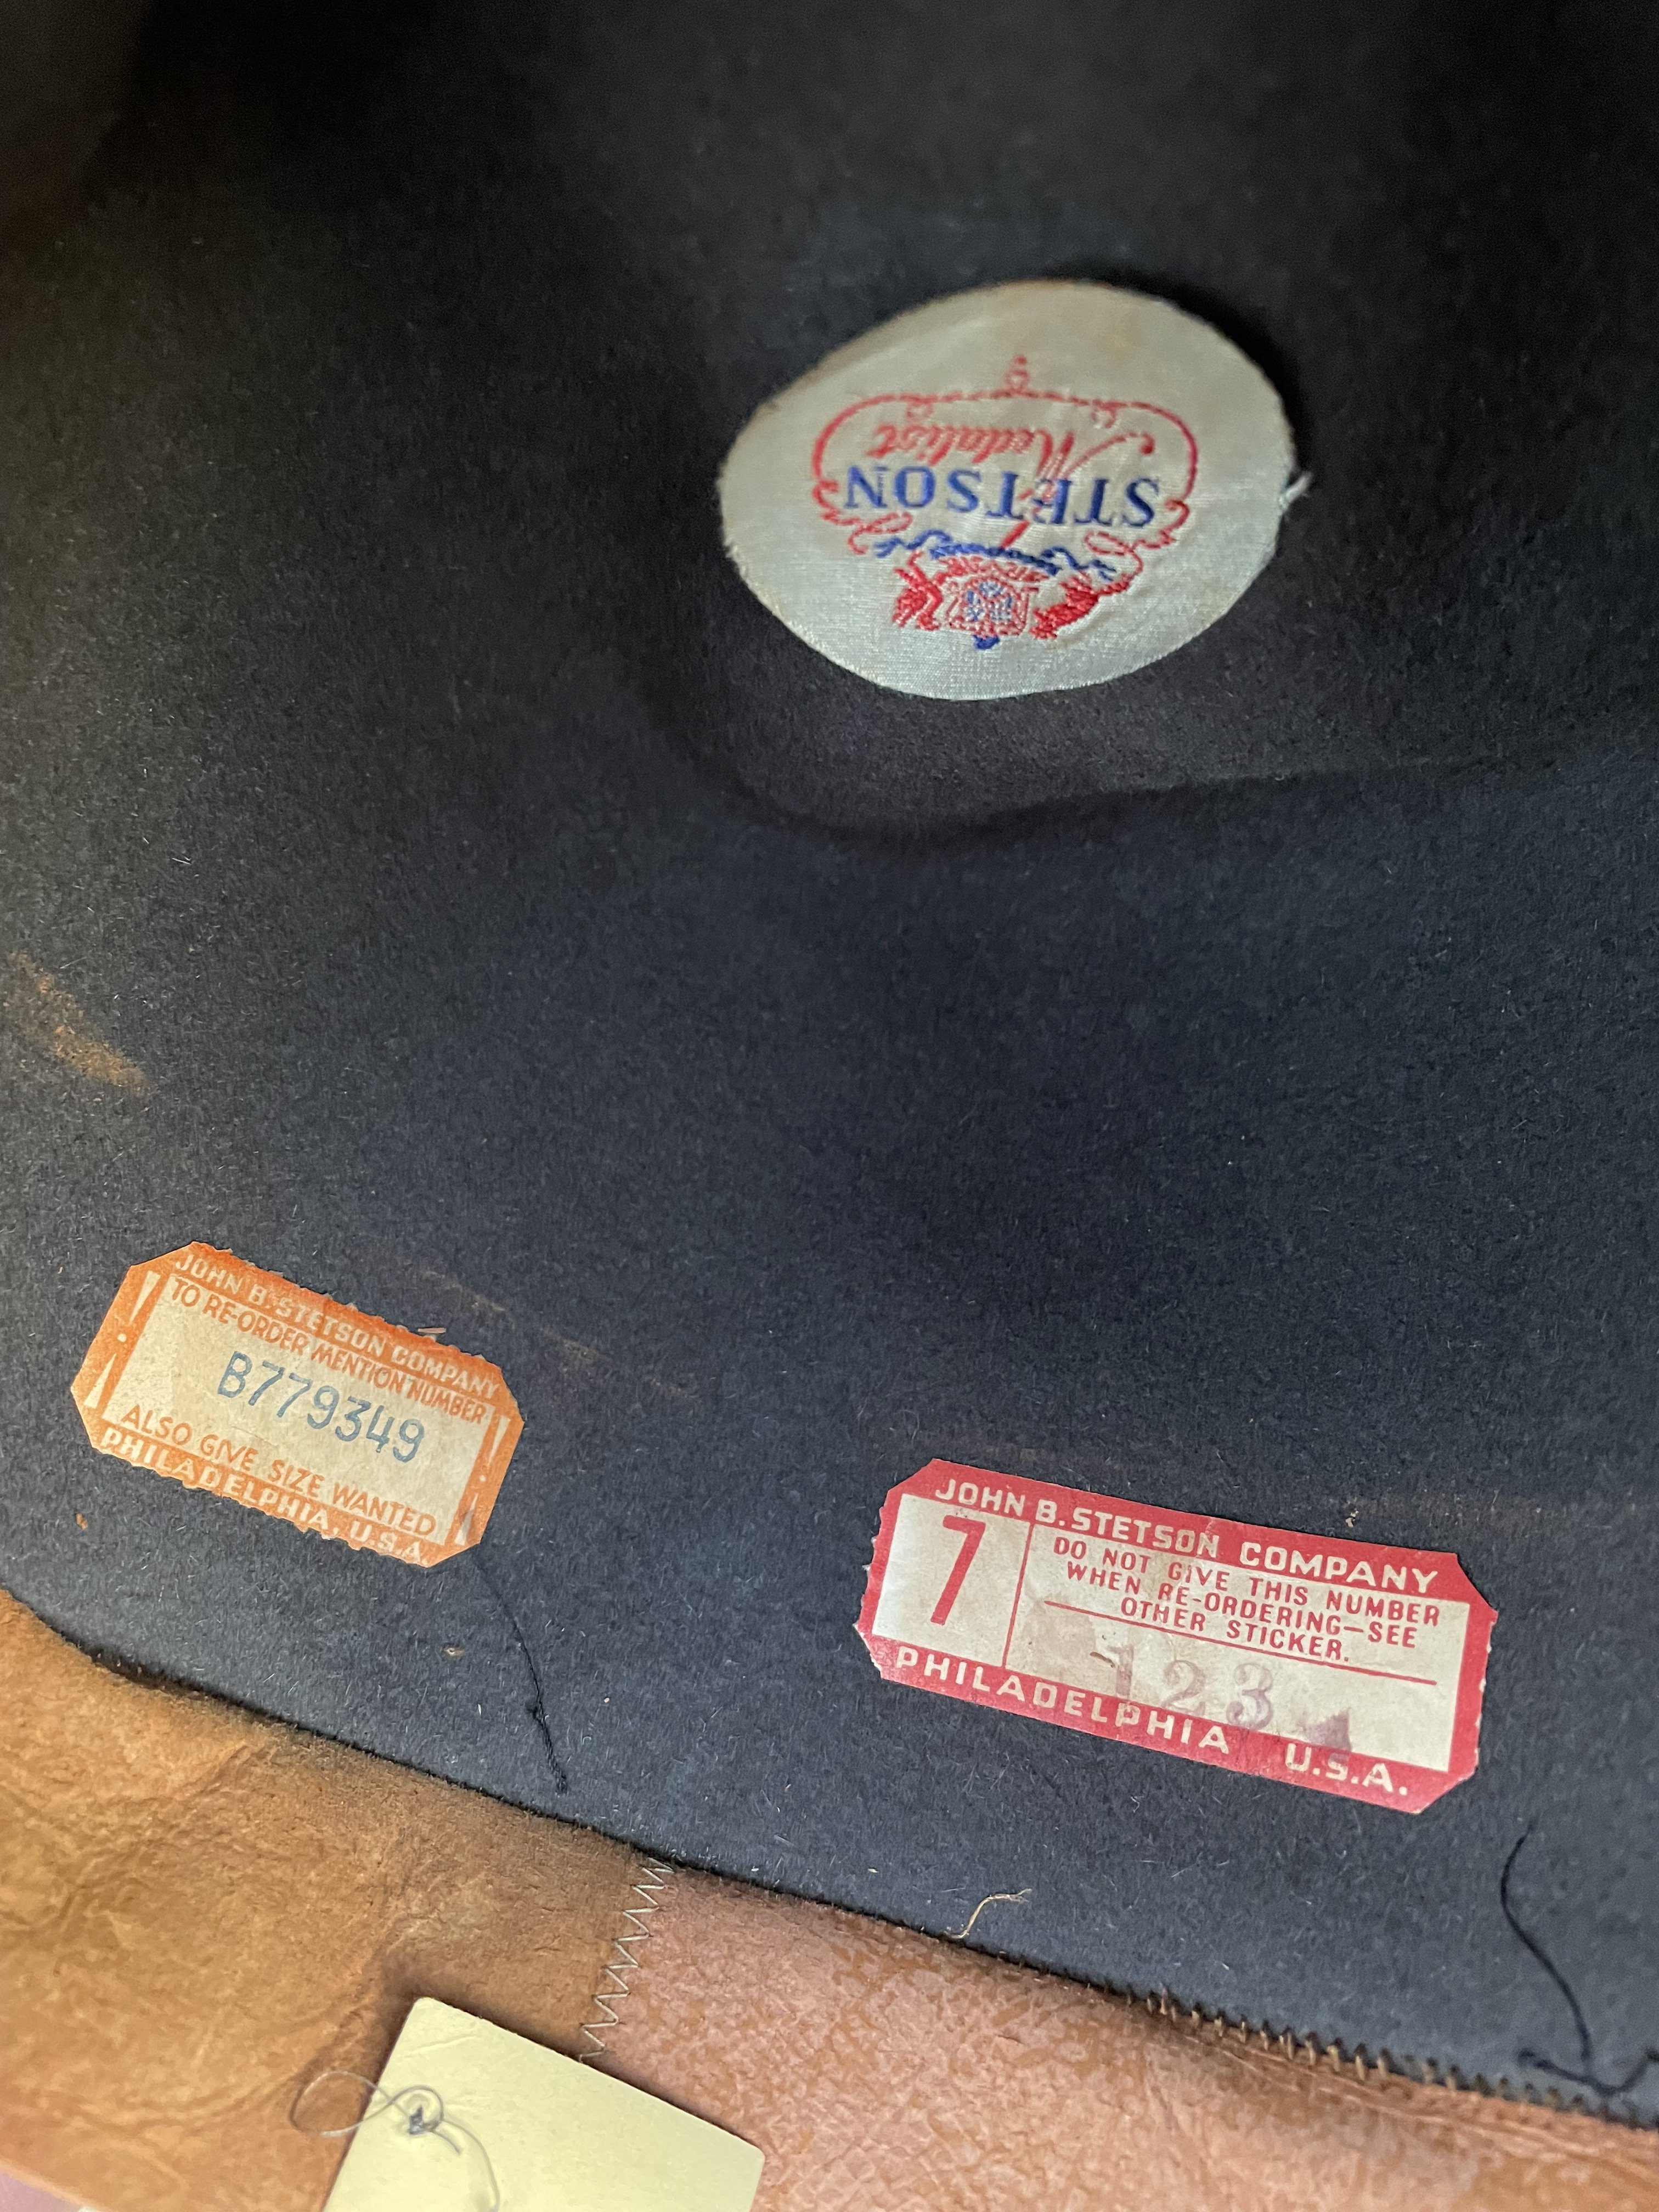 STETSON
Medalist
JOHN B. STETSON COMPANY
TO RE-ORDER MENTION NUMBER
B779349
ALSO GIVE SIZE WANTED
PHILADELPHIA, U.S.A.
JOHN B. STETSON COMPANY
7
DO NOT GIVE THIS NUMBER
WHEN RE-ORDERING—SEE
OTHER STICKER.
123
PHILADELPHIA U.S.A.